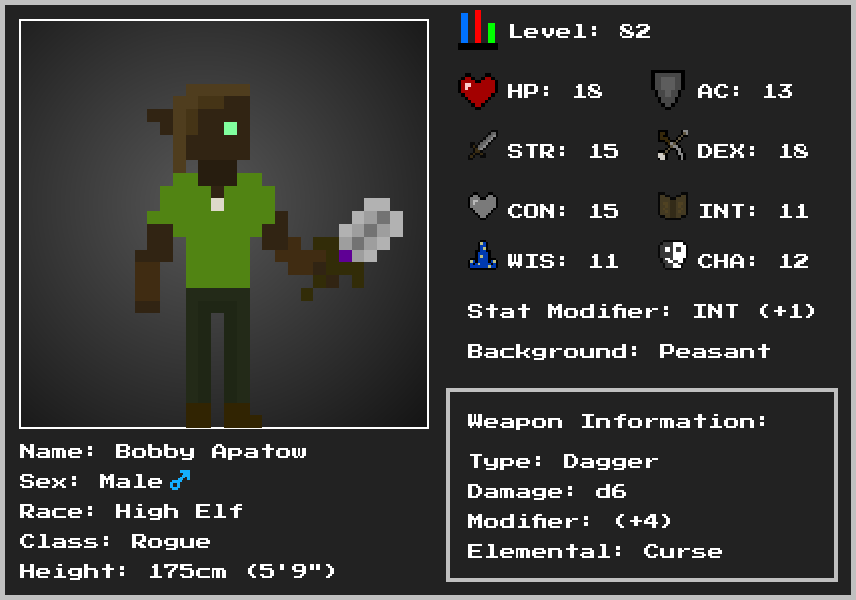 Level: 82
HP: 18
AC: 13
STR: 15
DEX: 18
CON: 15
INT: 11
WIS: 11
CHA: 12
Stat Modifier: INT (+1)
Background: Peasant
Weapon Information:
Type: Dagger
Damage: d6
Modifier: (+4)
Elemental: Curse
Name: Bobby Apatow
Sex: Male♂
Race: High Elf
Class: Rogue
Height: 175cm (5'9")